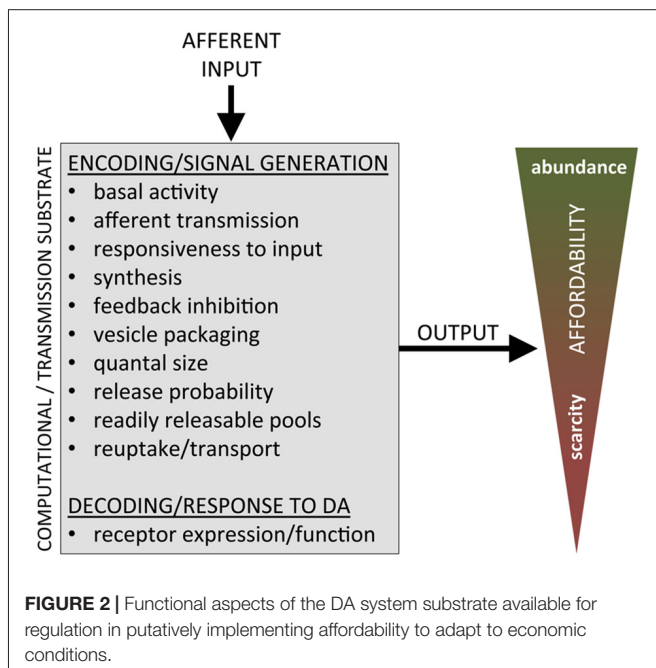 AFFERENT
INPUT
COMPUTATIONAL / TRANSMISSION SUBSTRATE
ENCODING/SIGNAL GENERATION
• basal activity
• afferent transmission
• responsiveness to input
• synthesis
• feedback inhibition
• vesicle packaging
• quantal size
• release probability
• readily releasable pools
• reuptake/transport
DECODING/RESPONSE TO DA
• receptor expression/function
OUTPUT
abundance
AFFORDABILITY
scarcity
FIGURE 2 | Functional aspects of the DA system substrate available for
regulation in putatively implementing affordability to adapt to economic
conditions.